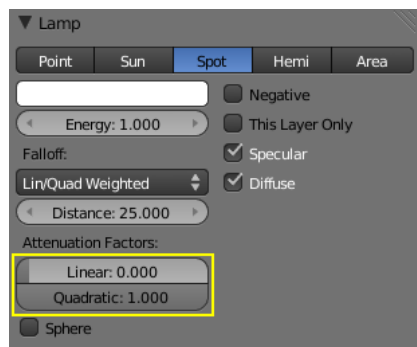 Lamp
Point Sun Spot Hemi Area
Negative
Energy: 1.000 This Layer Only
Falloff: Specular
Lin/Quad Weighted Diffuse
Distance: 25.000
Attenuation Factors:
Linear: 0.000
Quadratic: 1.000
Sphere